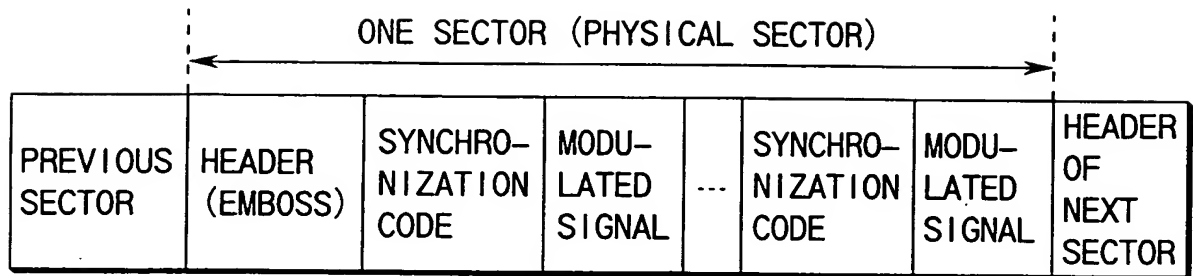 ONE SECTOR (PHYSICAL SECTOR)
PREVIOUS
SECTOR
HEADER
(EMBOSS)
SYNCHRO-
NIZATION
CODE
MODU-
LATED
SIGNAL
...
SYNCHRO-
NIZATION
CODE
MODU-
LATED
SIGNAL
HEADER
OF
NEXT
SECTOR